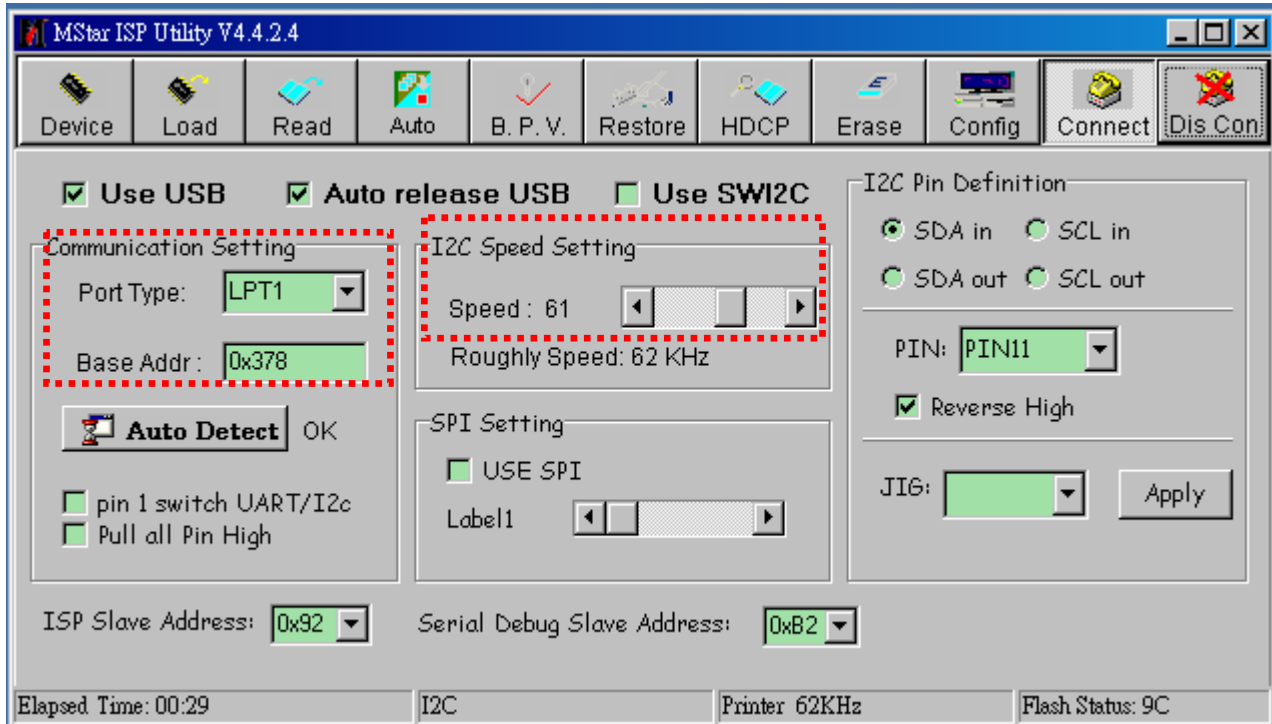 MStar ISP Utility V4.4.2.4
Device Load Read Auto B. P. V. Restore HDCP Erase Config Connect Dis Con
Use USB Auto release USB Use SWI2C
Communication Setting
Port Type: LPT1
Base Addr : 0x378
Auto Detect OK
pin 1 switch UART/I2c
Pull all Pin High
I2C Speed Setting
Speed : 61
Roughly Speed: 62 KHz
SPI Setting
USE SPI
Label1
I2C Pin Definition
SDA in SCL in
SDA out SCL out
PIN: PIN11
Reverse High
JIG: Apply
ISP Slave Address: 0x92 Serial Debug Slave Address: 0xB2
Elapsed Time: 00:29 I2C Printer 62KHz Flash Status: 9C